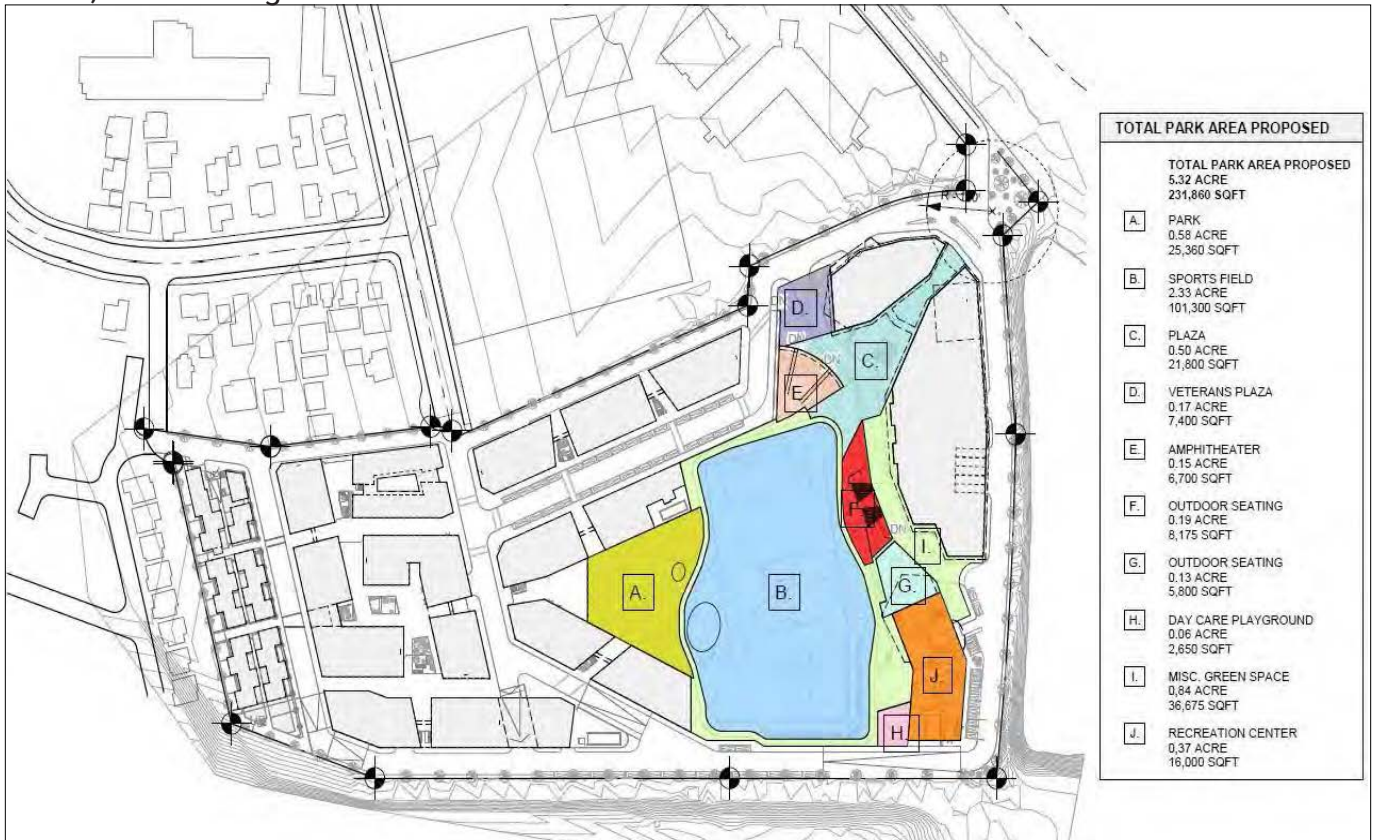 TOTAL PARK AREA PROPOSED
TOTAL PARK AREA PROPOSED
5.32 ACRE
231,860 SQFT
A. PARK
0.58 ACRE
25,360 SQFT
B. SPORTS FIELD
2.33 ACRE
101,300 SQFT
C. PLAZA
0.50 ACRE
21,800 SQFT
D. VETERANS PLAZA
0.17 ACRE
7,400 SQFT
E. AMPHITHEATER
0.15 ACRE
6,700 SQFT
F. OUTDOOR SEATING
0.19 ACRE
8,175 SQFT
G. OUTDOOR SEATING
0.13 ACRE
5,800 SQFT
H. DAY CARE PLAYGROUND
0.06 ACRE
2,650 SQFT
I. MISC. GREEN SPACE
0,84 ACRE
36,675 SQFT
J. RECREATION CENTER
0,37 ACRE
16,000 SQFT
D.
DN
DN
DN
C.
E
F
DN
I.
A.
B.
G.
J.
H.